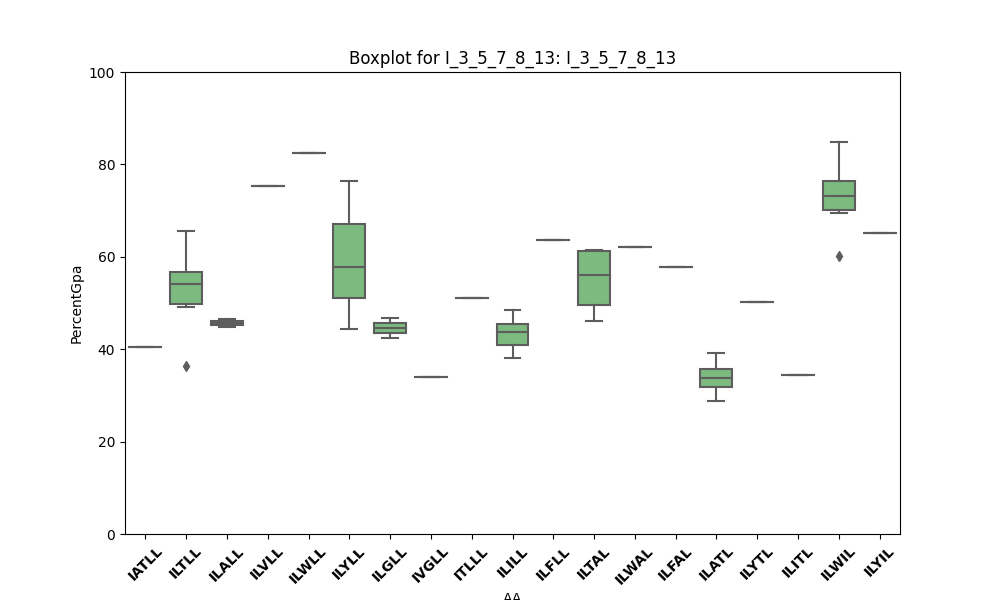 Boxplot for I_3_5_7_8_13: I_3_5_7_8_13
100
80
60
40
20
0
PercentGpa
IATLL
ILTLL
ILALL
ILVLL
ILWLL
ILYLL
ILGLL
IVGLL
ITLLL
ILILL
ILFLL
ILTAL
ILWAL
ILFAL
ILATL
ILYTL
ILITL
ILWIL
ILYIL
AA